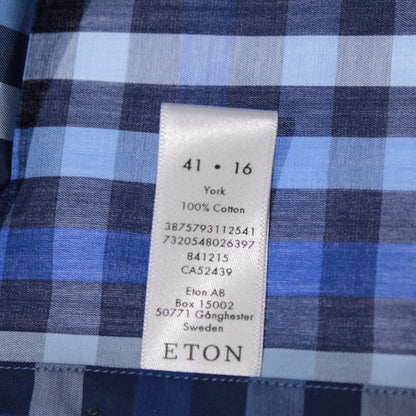 41 • 16
York
100% Cotton
3875793112541
7320548026397
841215
CA52439
Eton AB
Box 15002
50771 Gånghester
Sweden
ETON